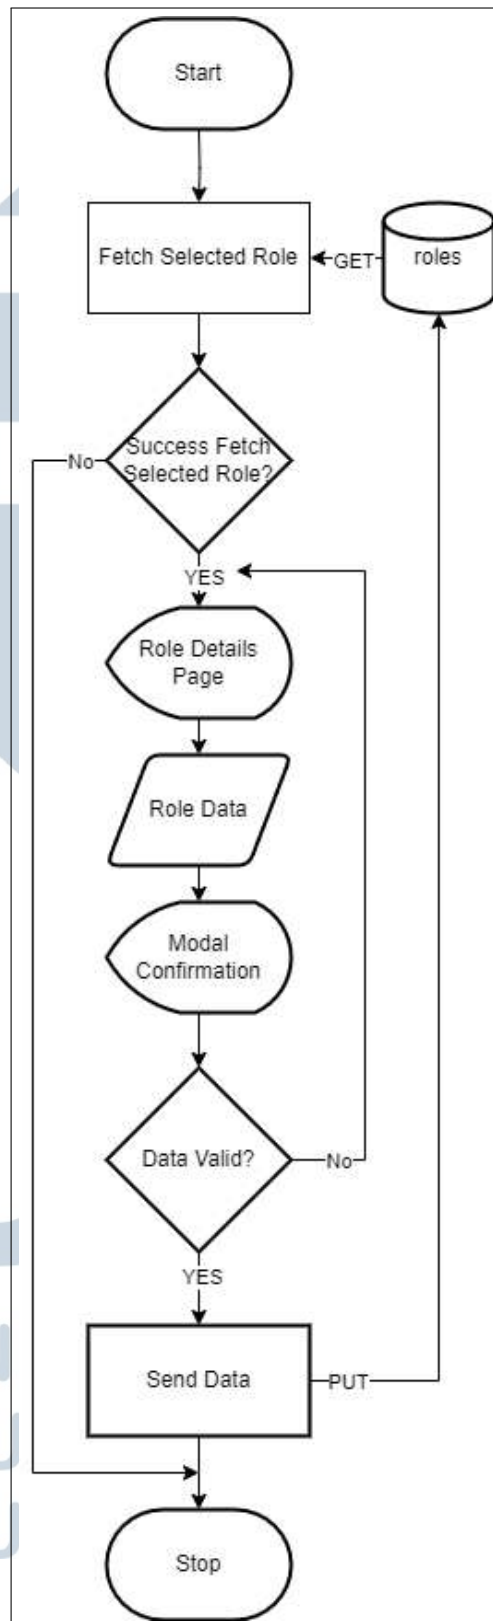 Start
Fetch Selected Role
GET
roles
Success Fetch
Selected Role?
No
YES
Role Details
Page
Role Data
Modal
Confirmation
Data Valid?
No
YES
Send Data
PUT
Stop